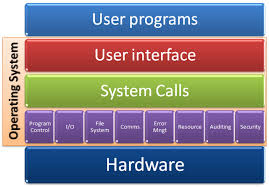 User programs
Operating System
User interface
System Calls
Program Control
I/O
File System
Comms.
Error Mngt
Resource
Auditing
Security
Hardware